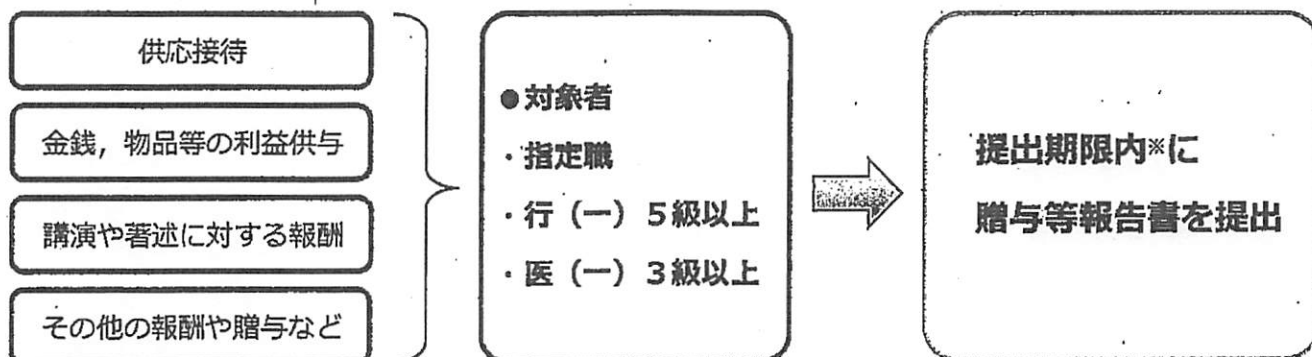 供応接待
金銭，物品等の利益供与
講演や著述に対する報酬
その他の報酬や贈与など
●対象者
・指定職
・行（一）５級以上
・医（一）３級以上
提出期限内※に
贈与等報告書を提出